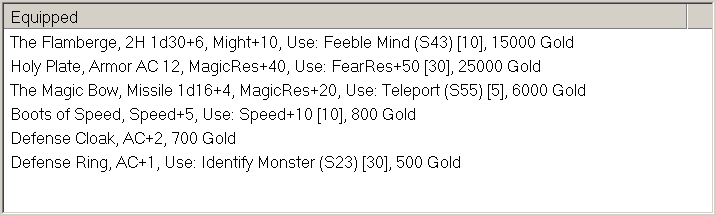 Equipped
The Flamberge, 2H 1d30+6, Might+10, Use: Feeble Mind (S43) [10], 15000 Gold
Holy Plate, Armor AC 12, MagicRes+40, Use: FearRes+50 [30], 25000 Gold
The Magic Bow, Missile 1d16+4, MagicRes+20, Use: Teleport (S55) [5], 6000 Gold
Boots of Speed, Speed+5, Use: Speed+10 [10], 800 Gold
Defense Cloak, AC+2, 700 Gold
Defense Ring, AC+1, Use: Identify Monster (S23) [30], 500 Gold